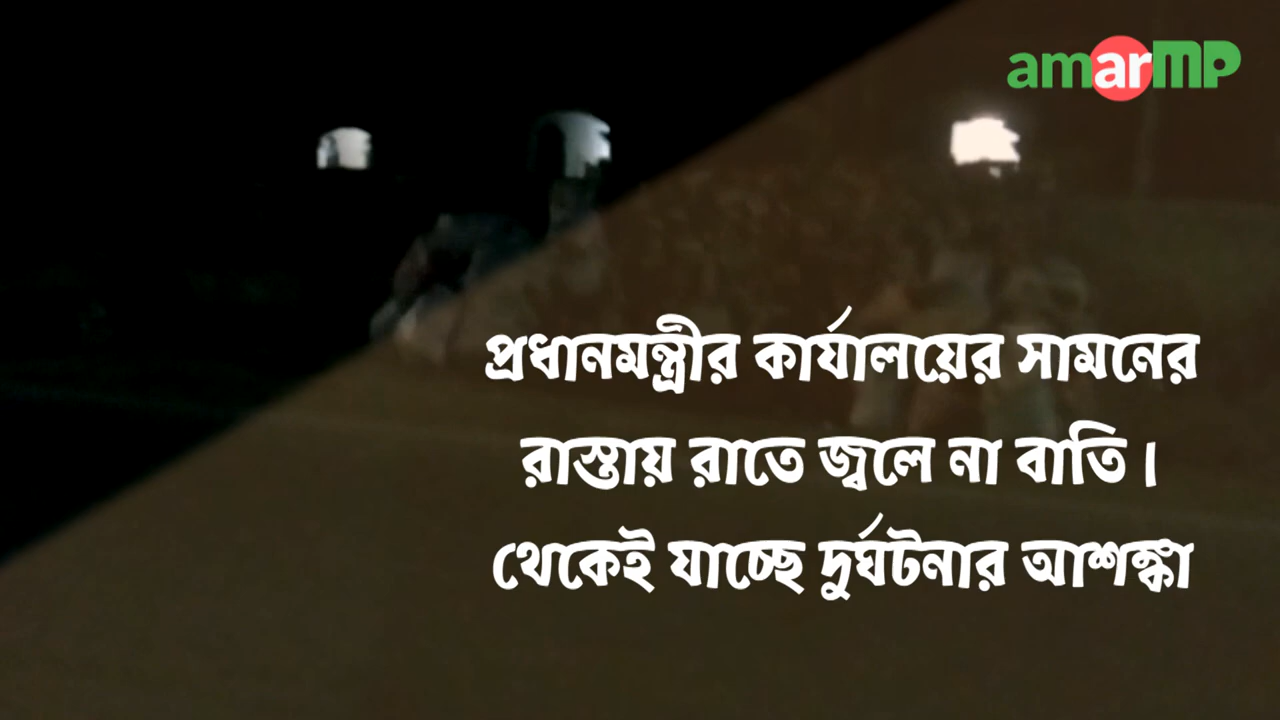 amarMP
প্রধানমন্ত্রীর কার্যালয়ের সামনের
রাস্তায় রাতে জ্বলে না বাতি।
থেকেই যাচ্ছে দুর্ঘটনার আশঙ্কা